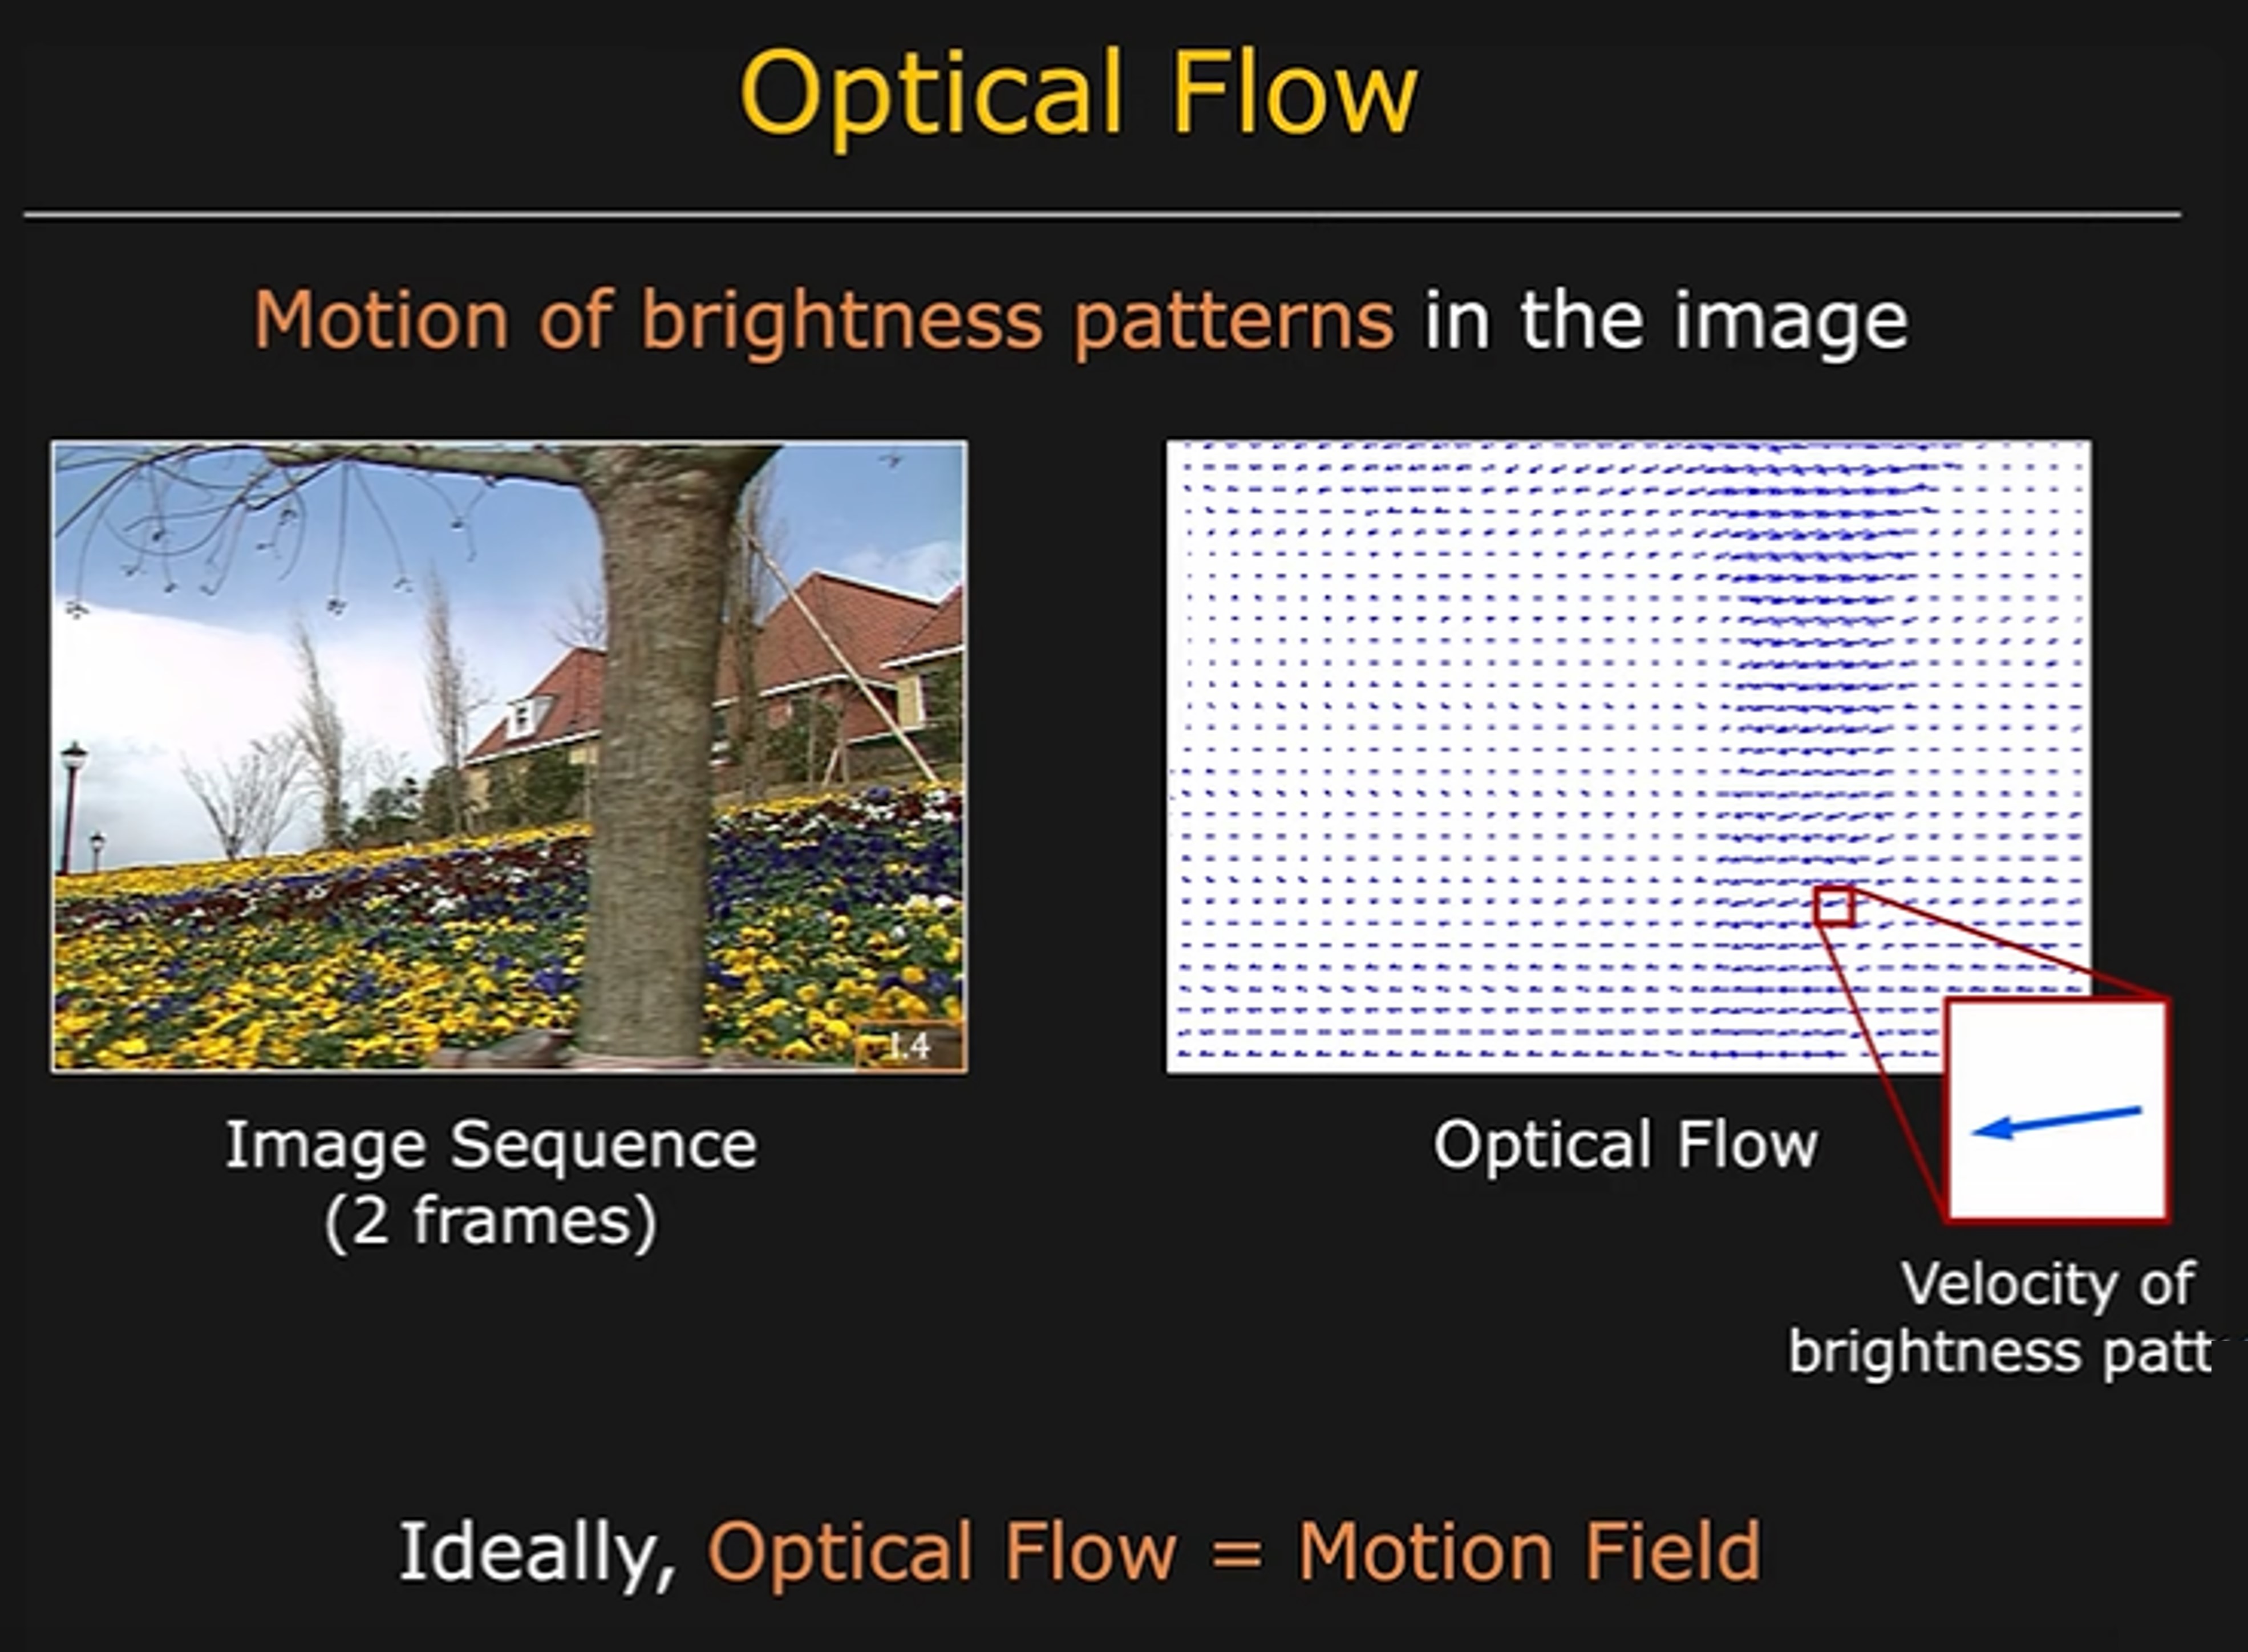 Optical Flow
Motion of brightness patterns in the image
I.4
Image Sequence
(2 frames)
Optical Flow
Velocity of
brightness patt
Ideally, Optical Flow = Motion Field